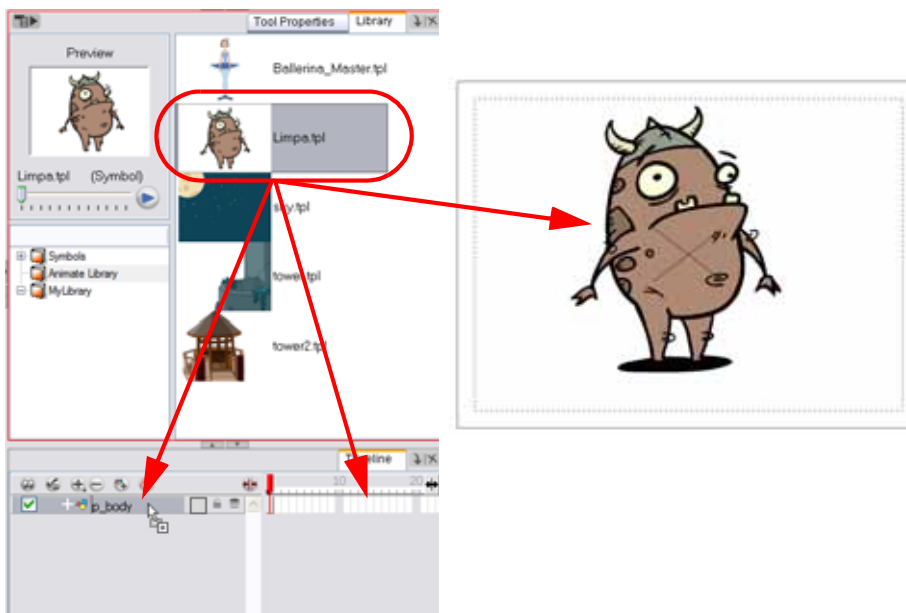 Tool Properties
Library
Preview
Limpa.tpl (Symbol)
Symbols
Animate Library
MyLibrary
Ballerina_Master.tpl
Limpa.tpl
sky.tpl
tower.tpl
tower2.tpl
Timeline
10
20
p_body